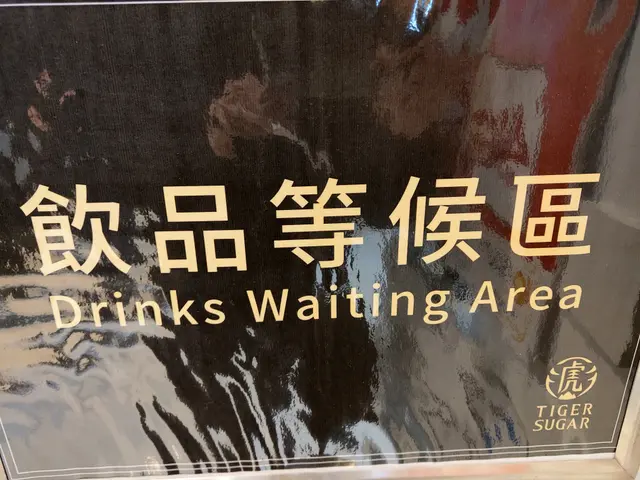 飲品等候區
Drinks Waiting Area
虎
TIGER
SUGAR